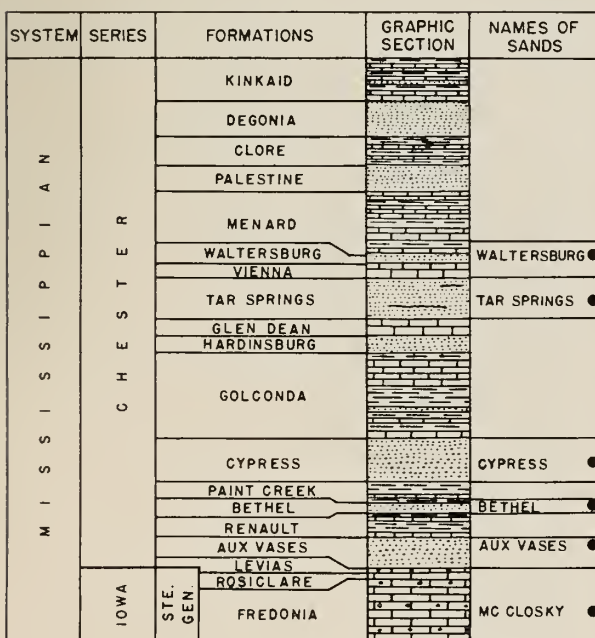 SYSTEM SERIES FORMATIONS GRAPHIC SECTION NAMES OF SANDS
MISSISSIPPIAN
CHESTER
KINKAID
DEGONIA
CLORE
PALESTINE
MENARD
WALTERSBURG WALTERSBURG
VIENNA
TAR SPRINGS TAR SPRINGS
GLEN DEAN
HARDINSBURG
GOLCONDA
CYPRESS CYPRESS
PAINT CREEK
BETHEL BETHEL
RENAULT
AUX VASES AUX VASES
IOWA
STE. GEN.
LEVIAS
ROSICLARE
FREDONIA MC CLOSKY